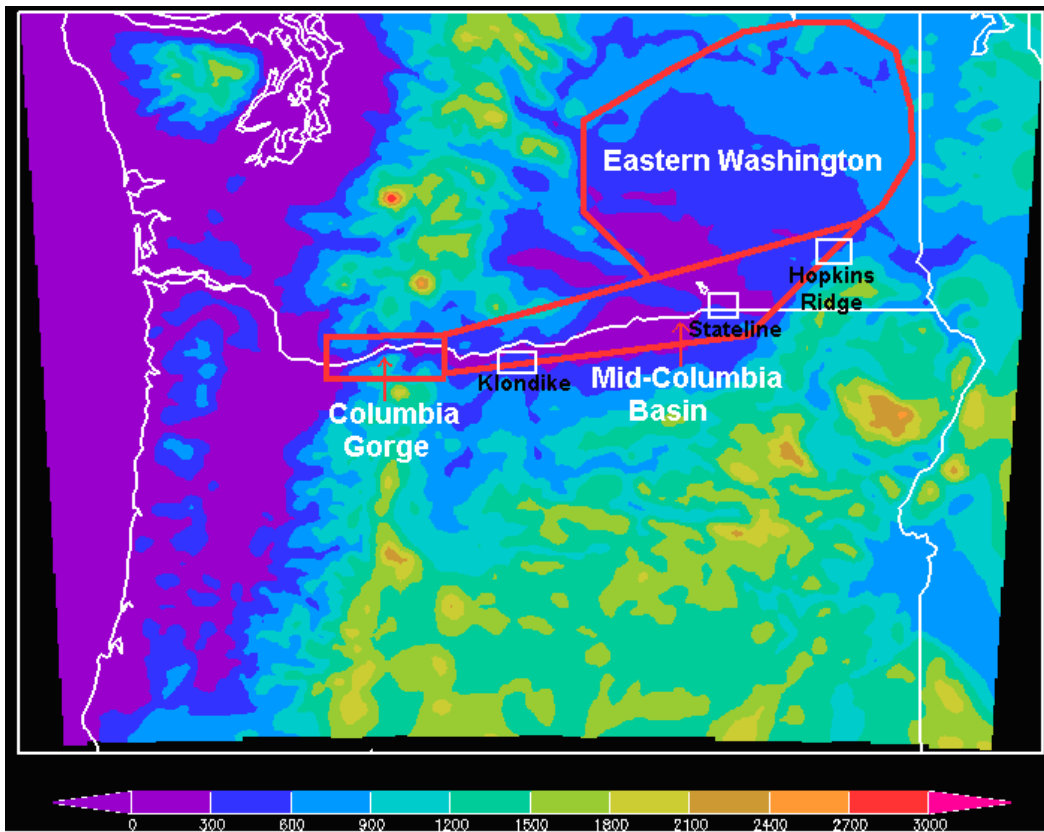 Eastern Washington
Hopkins
Ridge
Stateline
Klondike
Mid-Columbia
Basin
Columbia
Gorge
0 300 600 900 1200 1500 1800 2100 2400 2700 3000